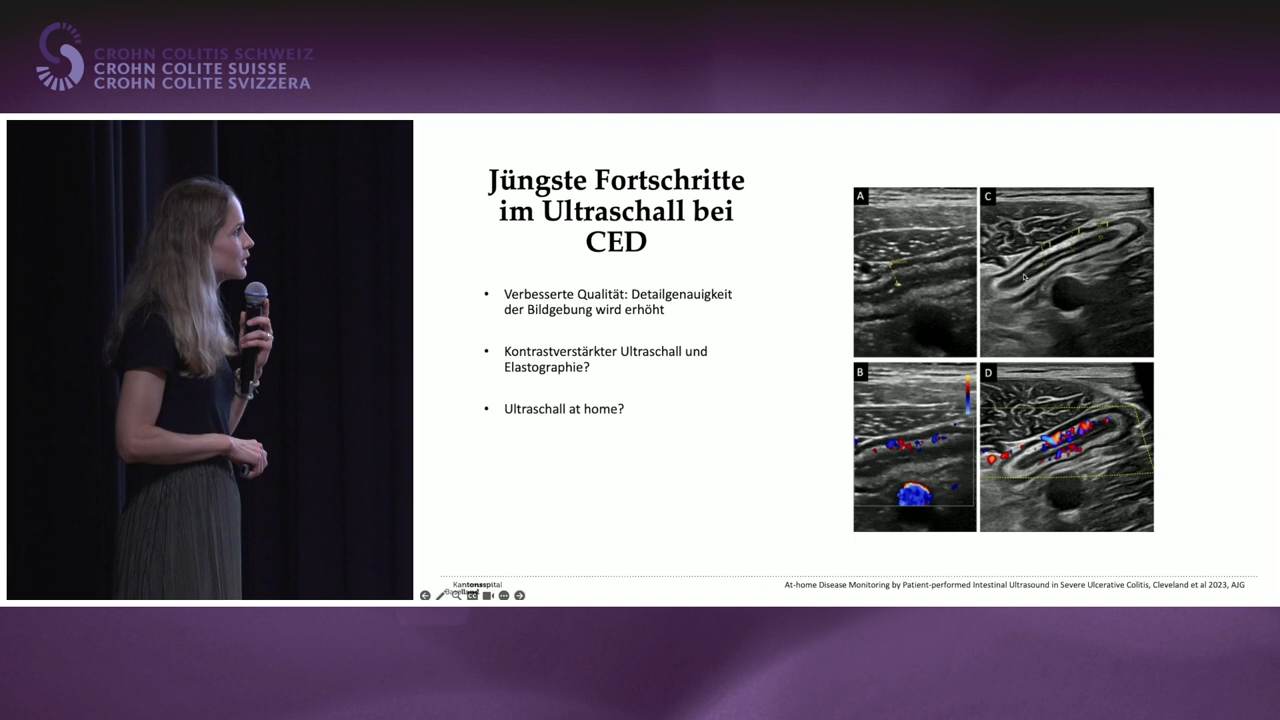 CROHN COLITIS SCHWEIZ
CROHN COLITE SUISSE
CROHN COLITE SVIZZERA
Jüngste Fortschritte
im Ultraschall bei
CED
• Verbesserte Qualität: Detailgenauigkeit
der Bildgebung wird erhöht
• Kontrastverstärkter Ultraschall und
Elastographie?
• Ultraschall at home?
A
C
B
D
Kantonsspital
Baselland
At-home Disease Monitoring by Patient-performed Intestinal Ultrasound in Severe Ulcerative Colitis, Cleveland et al 2023, AJG